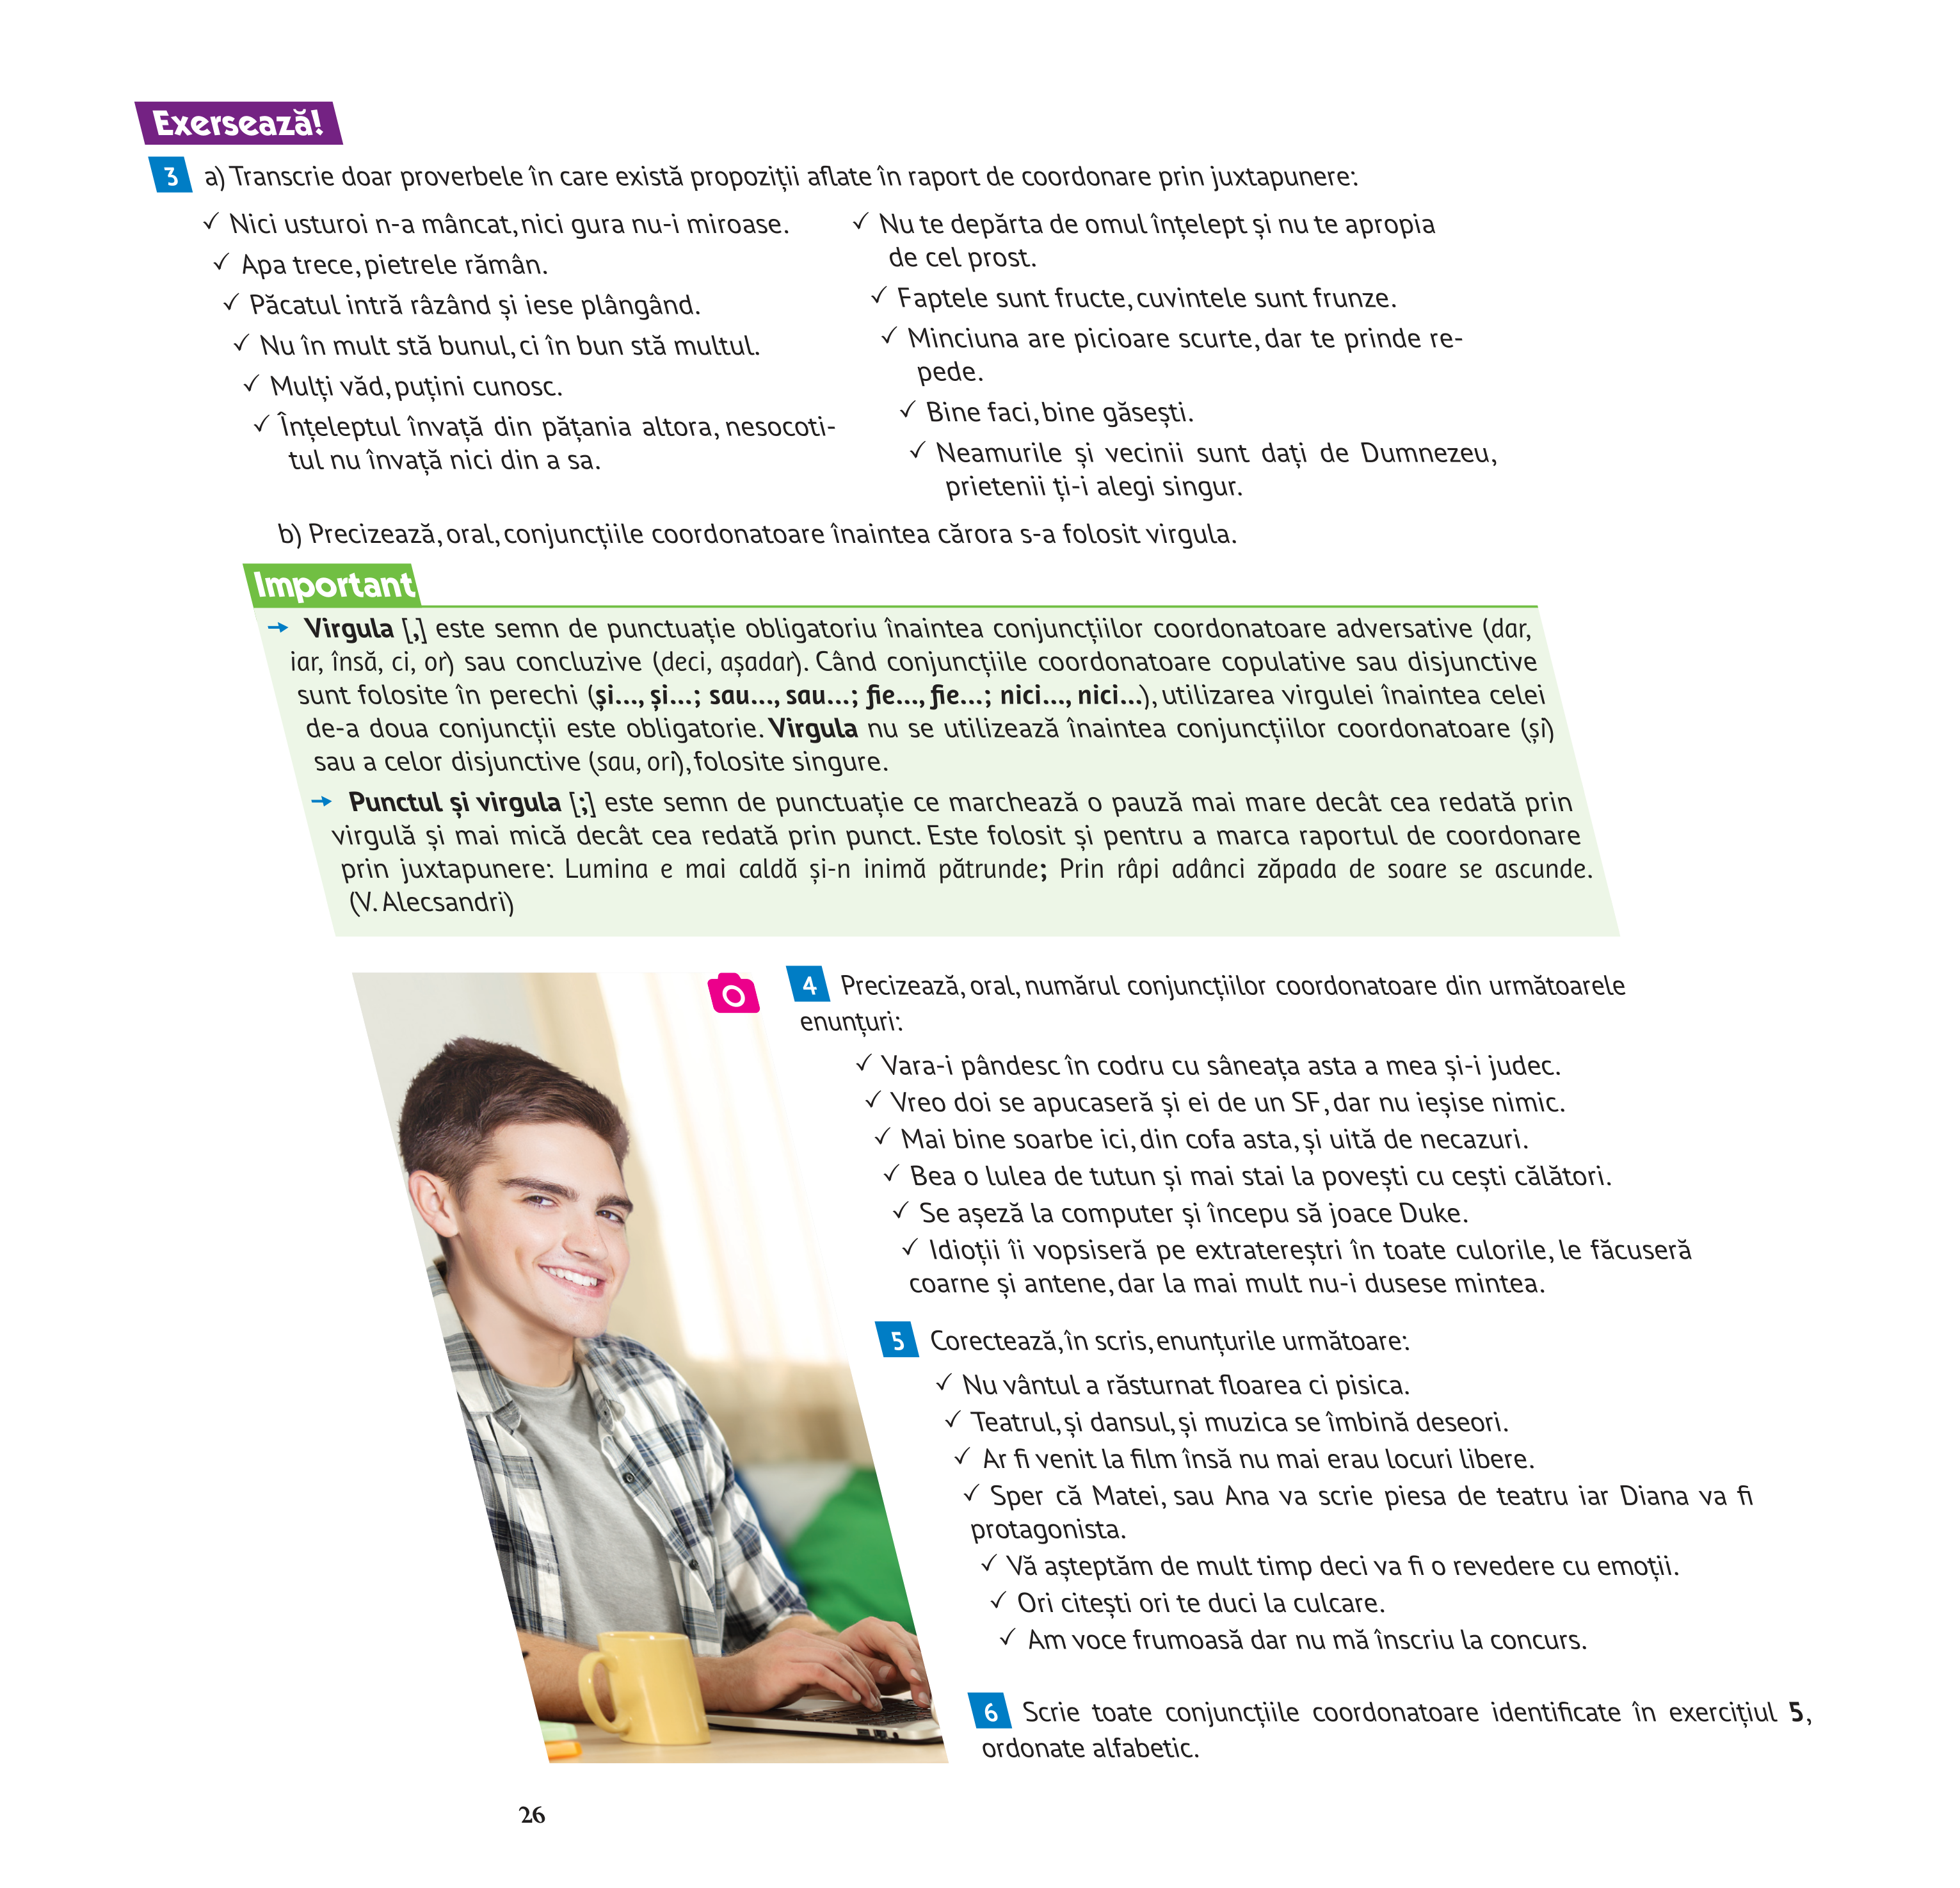 Exersează!
3 a) Transcrie doar proverbele în care există propoziții aflate în raport de coordonare prin juxtapunere:
✓ Nici usturoi n-a mâncat, nici gura nu-i miroase.
✓ Apa trece, pietrele rămân.
✓ Păcatul intră râzând și iese plângând.
✓ Nu în mult stă bunul, ci în bun stă multul.
✓ Mulți văd, puțini cunosc.
✓ Înțeleptul învață din pățania altora, nesocoti-
tul nu învață nici din a sa.
✓ Nu te depărta de omul înțelept și nu te apropia
de cel prost.
✓ Faptele sunt fructe, cuvintele sunt frunze.
✓ Minciuna are picioare scurte, dar te prinde re-
pede.
✓ Bine faci, bine găsești.
✓ Neamurile și vecinii sunt dați de Dumnezeu,
prietenii ți-i alegi singur.
b) Precizează, oral, conjuncțiile coordonatoare înaintea cărora s-a folosit virgula.
Important
→ Virgula [,] este semn de punctuație obligatoriu înaintea conjuncțiilor coordonatoare adversative (dar,
iar, însă, ci, or) sau concluzive (deci, așadar). Când conjuncțiile coordonatoare copulative sau disjunctive
sunt folosite în perechi (și..., și...; sau..., sau...; fie..., fie...; nici..., nici...), utilizarea virgulei înaintea celei
de-a doua conjuncții este obligatorie. Virgula nu se utilizează înaintea conjuncțiilor coordonatoare (și)
sau a celor disjunctive (sau, ori), folosite singure.
→ Punctul și virgula [;] este semn de punctuație ce marchează o pauză mai mare decât cea redată prin
virgulă și mai mică decât cea redată prin punct. Este folosit și pentru a marca raportul de coordonare
prin juxtapunere: Lumina e mai caldă și-n inimă pătrunde; Prin râpi adânci zăpada de soare se ascunde.
(V. Alecsandri)
4 Precizează, oral, numărul conjuncțiilor coordonatoare din următoarele
enunțuri:
✓ Vara-i pândesc în codru cu sâneața asta a mea și-i judec.
✓ Vreo doi se apucaseră și ei de un SF, dar nu ieșise nimic.
✓ Mai bine soarbe ici, din cofa asta, și uită de necazuri.
✓ Bea o lulea de tutun și mai stai la povești cu cești călători.
✓ Se așeză la computer și începu să joace Duke.
✓ Idioții îi vopsiseră pe extratereștri în toate culorile, le făcuseră
coarne și antene, dar la mai mult nu-i dusese mintea.
5 Corectează, în scris, enunțurile următoare:
✓ Nu vântul a răsturnat floarea ci pisica.
✓ Teatrul, și dansul, și muzica se îmbină deseori.
✓ Ar fi venit la film însă nu mai erau locuri libere.
✓ Sper că Matei, sau Ana va scrie piesa de teatru iar Diana va fi
protagonista.
✓ Vă așteptăm de mult timp deci va fi o revedere cu emoții.
✓ Ori citești ori te duci la culcare.
✓ Am voce frumoasă dar nu mă înscriu la concurs.
6 Scrie toate conjuncțiile coordonatoare identificate în exercițiul 5,
ordonate alfabetic.
26